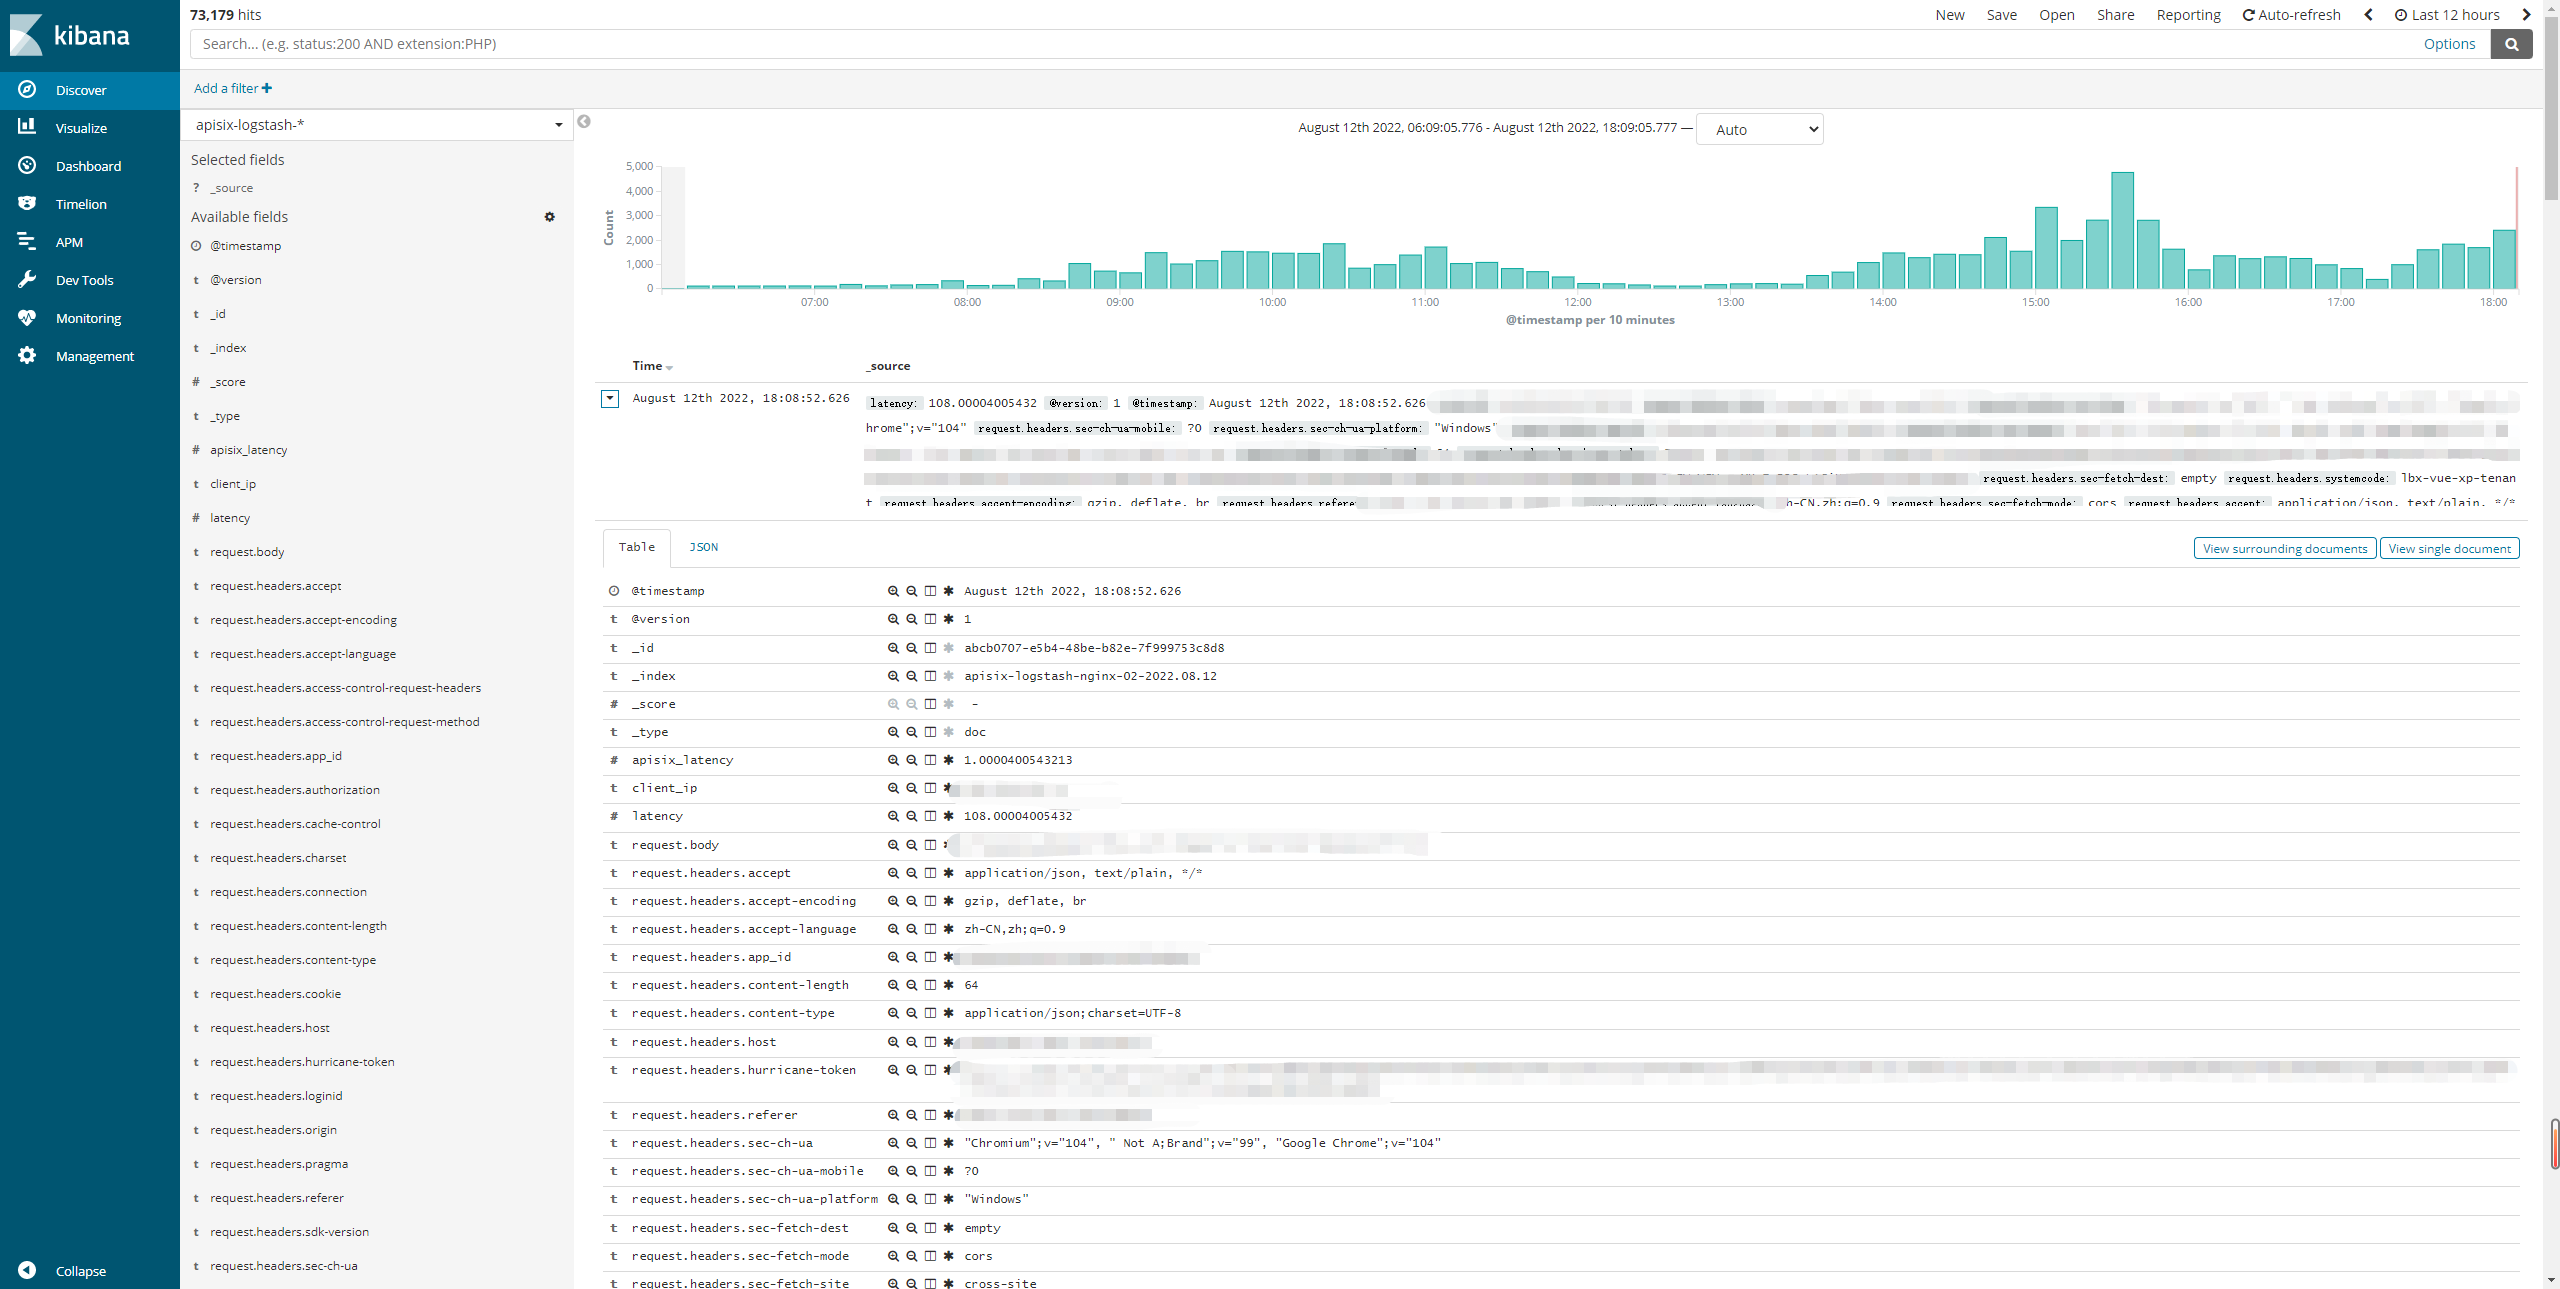 kibana
Discover
Visualize
Dashboard
Timelion
APM
Dev Tools
Monitoring
Management
Collapse
73,179 hits
New Save Open Share Reporting Auto-refresh Last 12 hours
Search... (e.g. status:200 AND extension:PHP)
Options
Add a filter
apisix-logstash-*
Selected fields
? _source
Available fields
@timestamp
t @version
t _id
t _index
# _score
t _type
# apisix_latency
t client_ip
# latency
t request.body
t request.headers.accept
t request.headers.accept-encoding
t request.headers.accept-language
t request.headers.access-control-request-headers
t request.headers.access-control-request-method
t request.headers.app_id
t request.headers.authorization
t request.headers.cache-control
t request.headers.charset
t request.headers.connection
t request.headers.content-length
t request.headers.content-type
t request.headers.cookie
t request.headers.host
t request.headers.hurricane-token
t request.headers.loginid
t request.headers.origin
t request.headers.pragma
t request.headers.referer
t request.headers.sdk-version
t request.headers.sec-ch-ua
August 12th 2022, 06:09:05.776 - August 12th 2022, 18:09:05.777 — Auto
Count
5,000
4,000
3,000
2,000
1,000
0
07:00 08:00 09:00 10:00 11:00 12:00 13:00 14:00 15:00 16:00 17:00 18:00
@timestamp per 10 minutes
Time _source
August 12th 2022, 18:08:52.626 latency: 108.00004005432 @version: 1 @timestamp: August 12th 2022, 18:08:52.626
hrome";v="104" request.headers.sec-ch-ua-mobile: ?0 request.headers.sec-ch-ua-platform: "Windows"
request.headers.sec-fetch-dest: empty request.headers.systemcode: lbx-vue-xp-tenan
t request.headers.accept-encoding: gzip, deflate, br request.headers.refere h-CN,zh;q=0.9 request.headers.sec-fetch-mode: cors request.headers.accept: application/json, text/plain, */*
Table JSON
View surrounding documents View single document
@timestamp August 12th 2022, 18:08:52.626
t @version 1
t _id abcb0707-e5b4-48be-b82e-7f999753c8d8
t _index apisix-logstash-nginx-02-2022.08.12
# _score -
t _type doc
# apisix_latency 1.0000400543213
t client_ip
# latency 108.00004005432
t request.body
t request.headers.accept application/json, text/plain, */*
t request.headers.accept-encoding gzip, deflate, br
t request.headers.accept-language zh-CN,zh;q=0.9
t request.headers.app_id
t request.headers.content-length 64
t request.headers.content-type application/json;charset=UTF-8
t request.headers.host
t request.headers.hurricane-token
t request.headers.referer
t request.headers.sec-ch-ua "Chromium";v="104", " Not A;Brand";v="99", "Google Chrome";v="104"
t request.headers.sec-ch-ua-mobile ?0
t request.headers.sec-ch-ua-platform "Windows"
t request.headers.sec-fetch-dest empty
t request.headers.sec-fetch-mode cors
t request.headers.sec-fetch-site cross-site